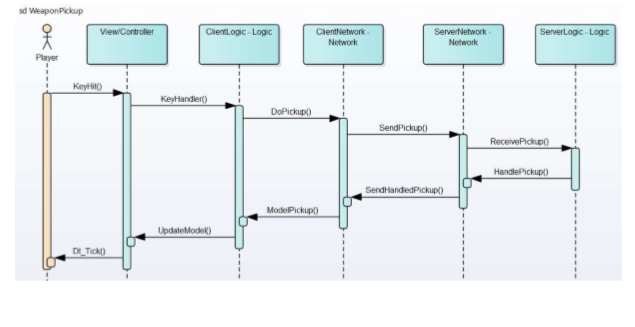 sd WeaponPickup
Player
View/Controller
ClientLogic - Logic
ClientNetwork -
Network
ServerNetwork -
Network
ServerLogic - Logic
KeyHit()
KeyHandler()
DoPickup()
SendPickup()
ReceivePickup()
HandlePickup()
SendHandledPickup()
ModelPickup()
UpdateModel()
Dt_Tick()